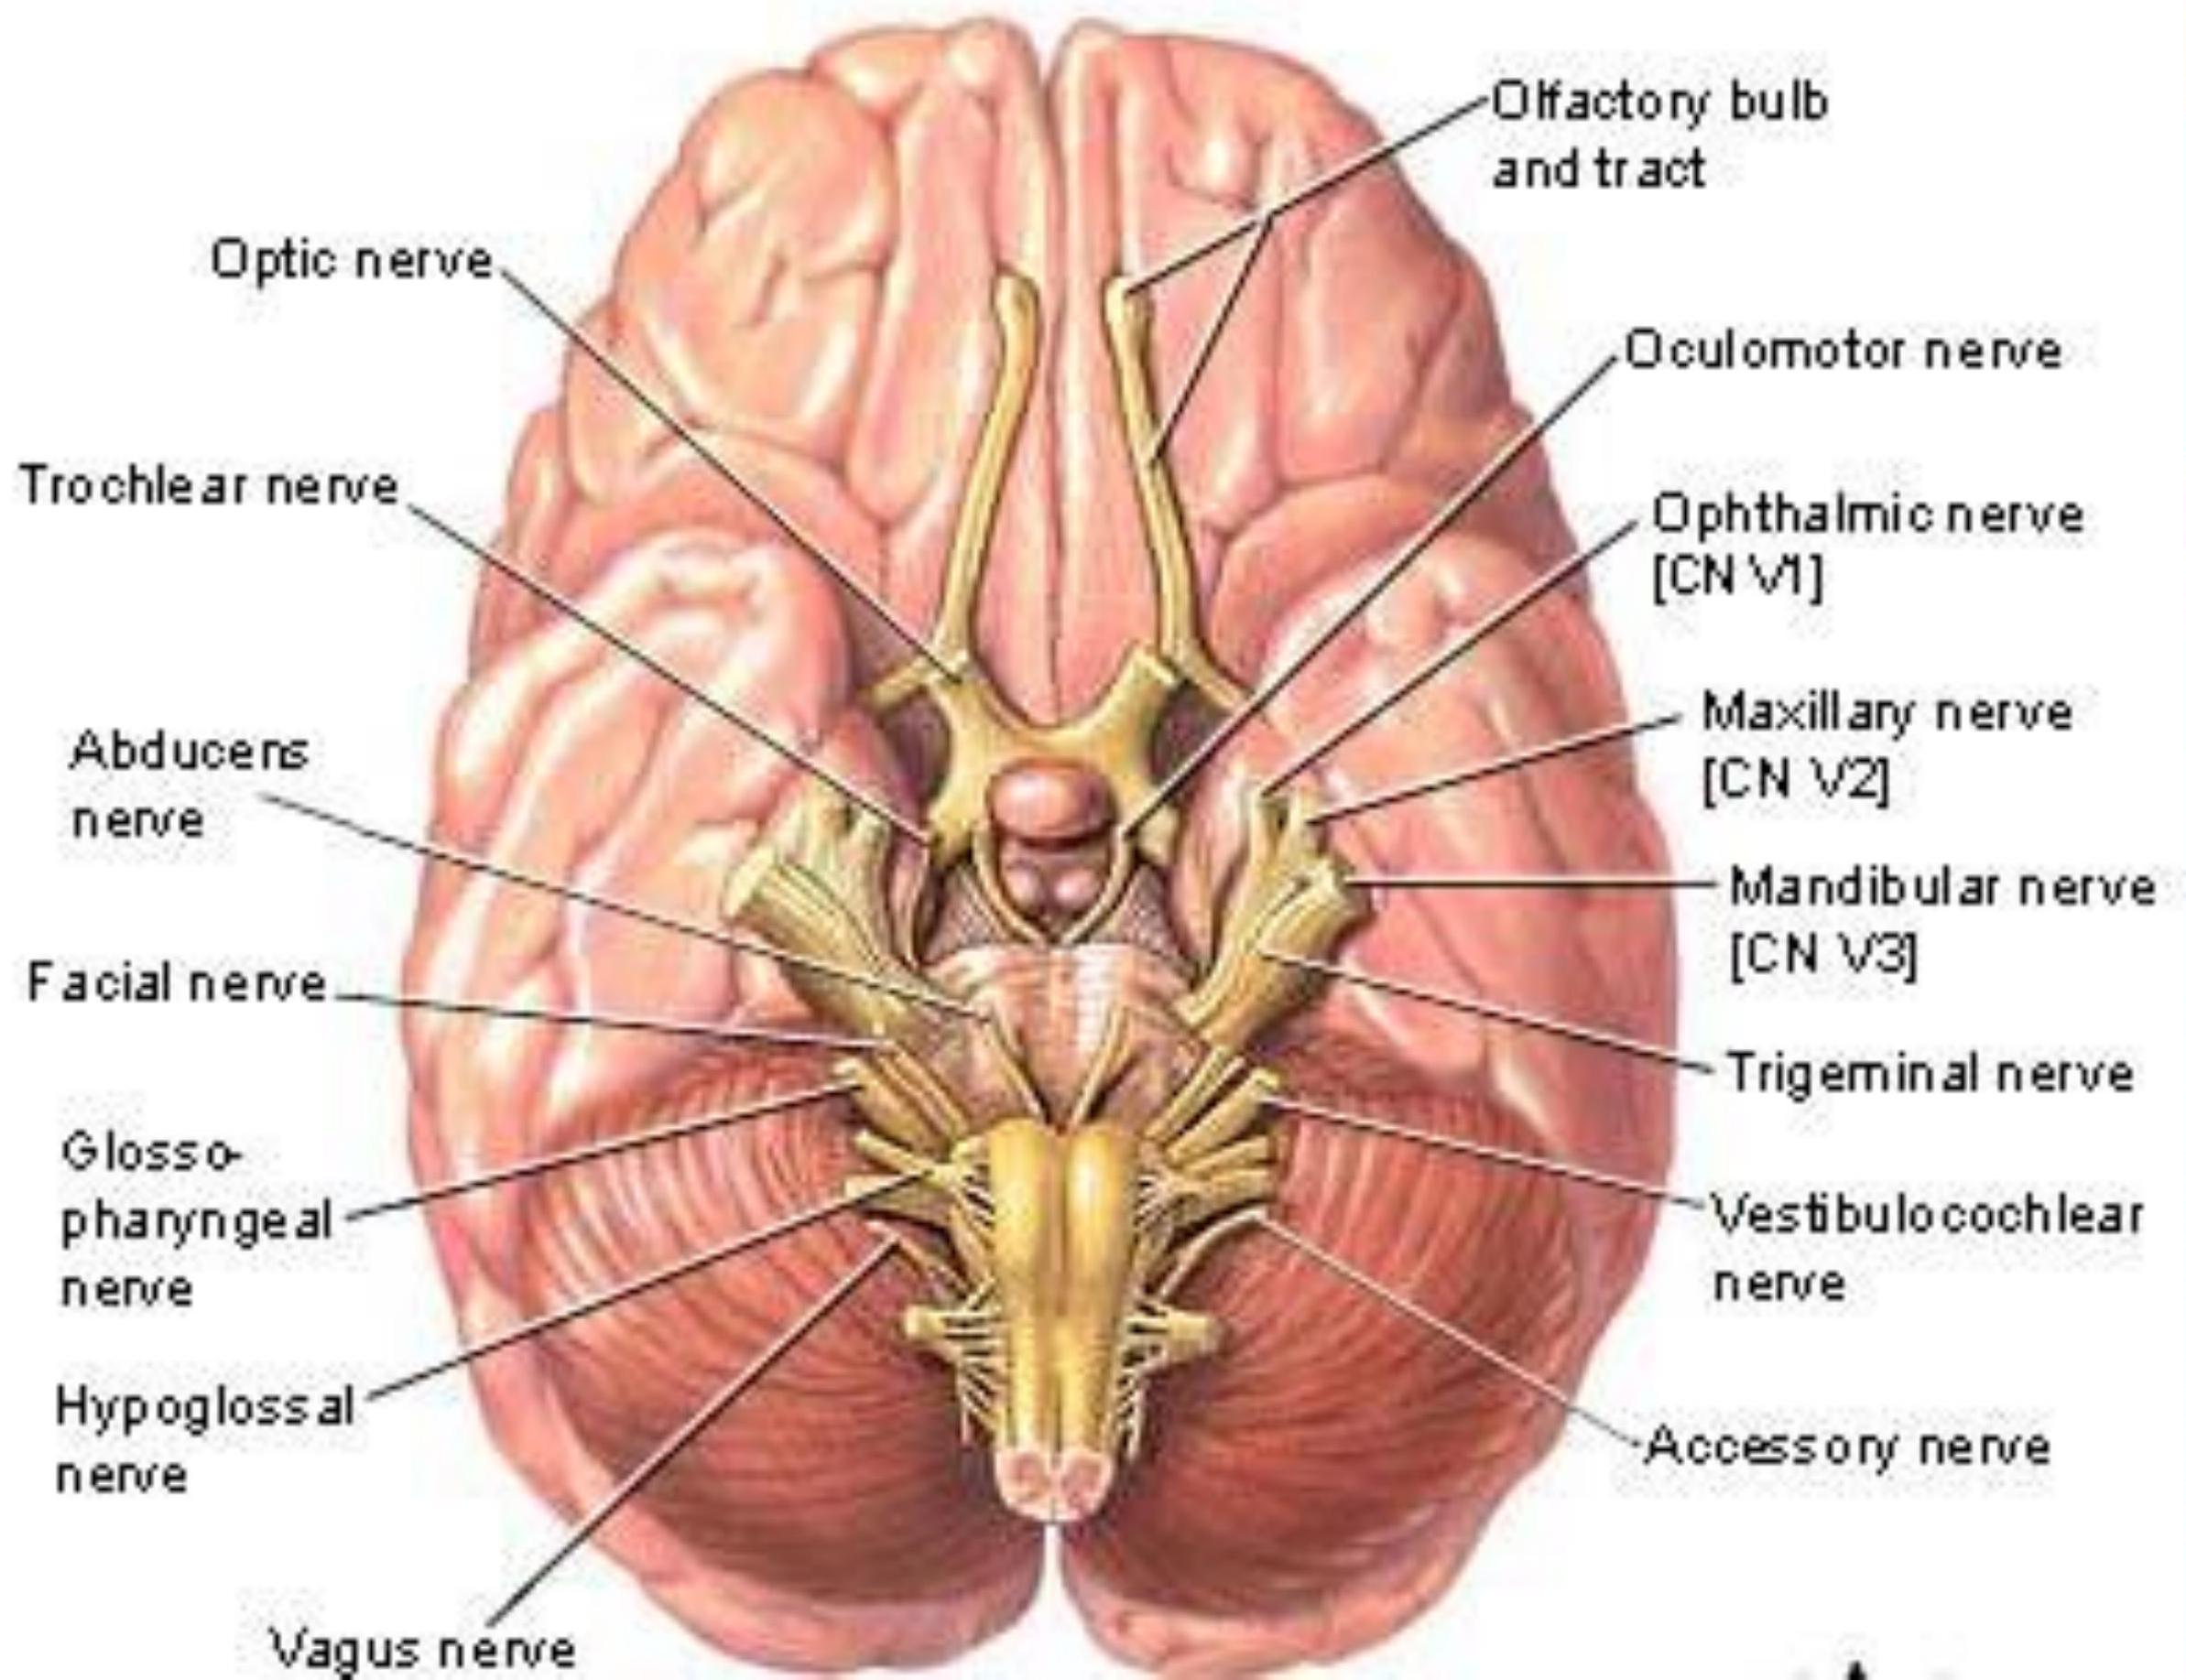 Olfactory bulb
and tract
Optic nerve
Oculomotor nerve
Trochlear nerve
Ophthalmic nerve
[CN V1]
Maxillary nerve
[CN V2]
Abducens
nerve
Mandibular nerve
[CN V3]
Facial nerve
Trigeminal nerve
Glosso-
pharyngeal
nerve
Vestibulocochlear
nerve
Hypoglossal
nerve
Accessory nerve
Vagus nerve